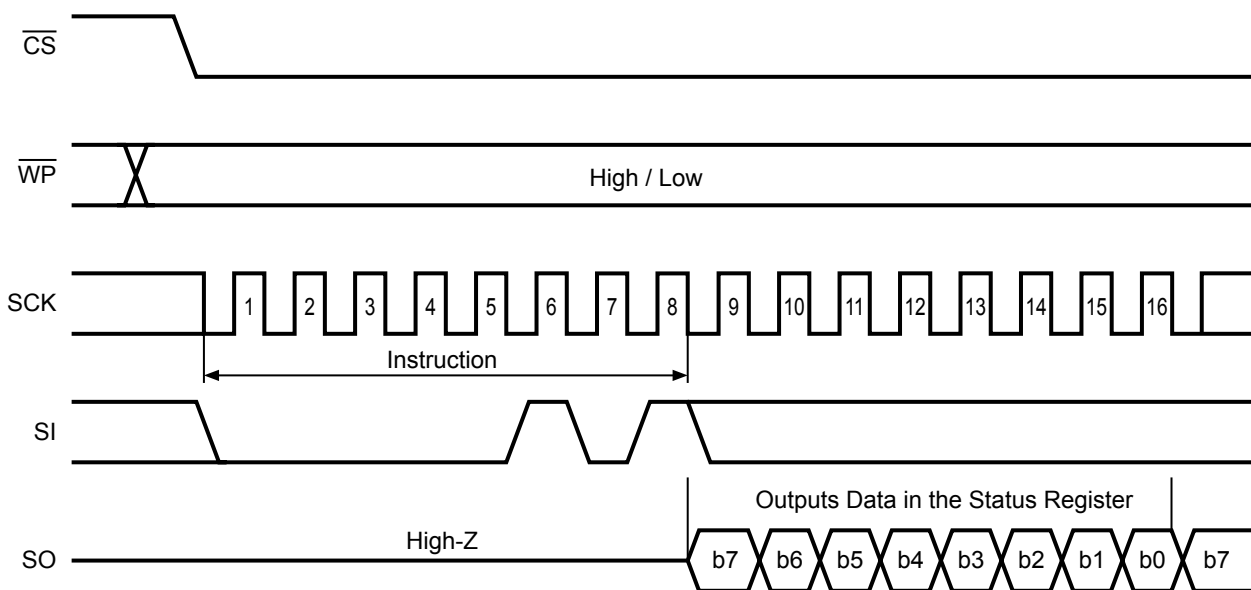 CS
WP
High / Low
SCK
1 2 3 4 5 6 7 8 9 10 11 12 13 14 15 16
Instruction
SI
Outputs Data in the Status Register
High-Z
SO
b7 b6 b5 b4 b3 b2 b1 b0 b7